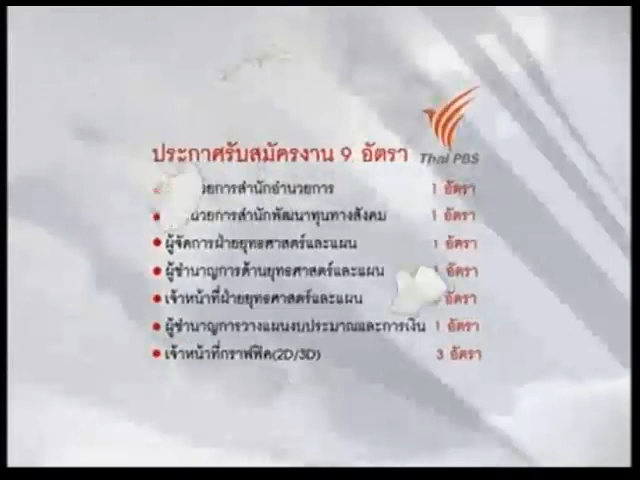 Thai PBS
ประกาศรับสมัครงาน 9 อัตรา
วยการสำนักอำนวยการ 1 อัตรา
นวยการสำนักพัฒนาทุนทางสังคม 1 อัตรา
ผู้จัดการฝ่ายยุทธศาสตร์และแผน 1 อัตรา
ผู้ชำนาญการด้านยุทธศาสตร์และแผน อัตรา
เจ้าหน้าที่ฝ่ายยุทธศาสตร์และแผน อัตรา
ผู้ชำนาญการวางแผนงบประมาณและการเงิน 1 อัตรา
เจ้าหน้าที่กราฟฟิค(2D/3D) 3 อัตรา